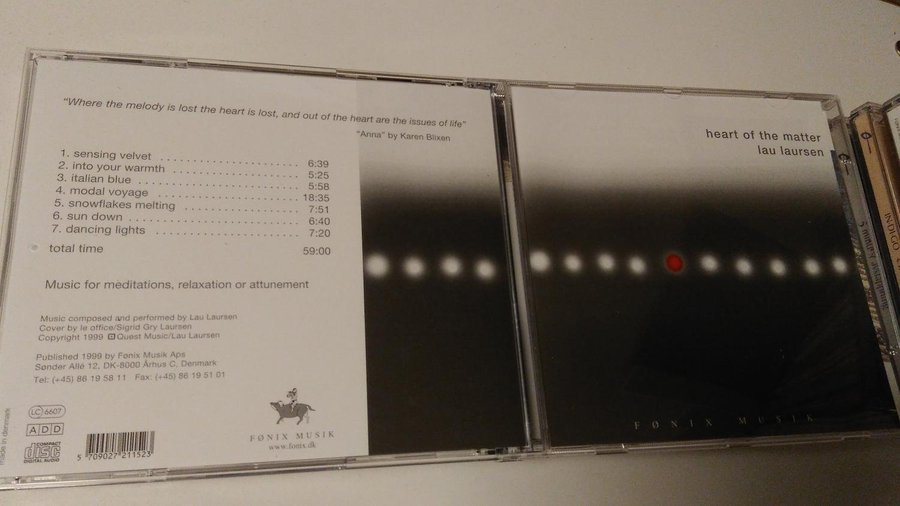 "Where the melody is lost the heart is lost, and out of the heart are the issues of life"
"Anna" by Karen Blixen
1. sensing velvet .......................... 6:39
2. into your warmth .......................... 5:25
3. italian blue .......................... 5:58
4. modal voyage .......................... 18:35
5. snowflakes melting .......................... 7:51
6. sun down .......................... 6:40
7. dancing lights .......................... 7:20
total time 59:00
Music for meditations, relaxation or attunement
Music composed and performed by Lau Laursen
Cover by le office/Sigrid Gry Laursen
Copyright 1999 Quest Music/Lau Laursen
Published 1999 by Fønix Musik Aps
Sønder Allé 12, DK-8000 Århus C, Denmark
Tel: (+45) 86 19 58 11 Fax: (+45) 86 19 51 01
LC 6607
ADD
COMPACT
disc
DIGITAL AUDIO
made in denmark
5 709027 211523
FØNIX MUSIK
www.fonix.dk
heart of the matter
lau laursen
FØNIX MUSIK
INDIGO